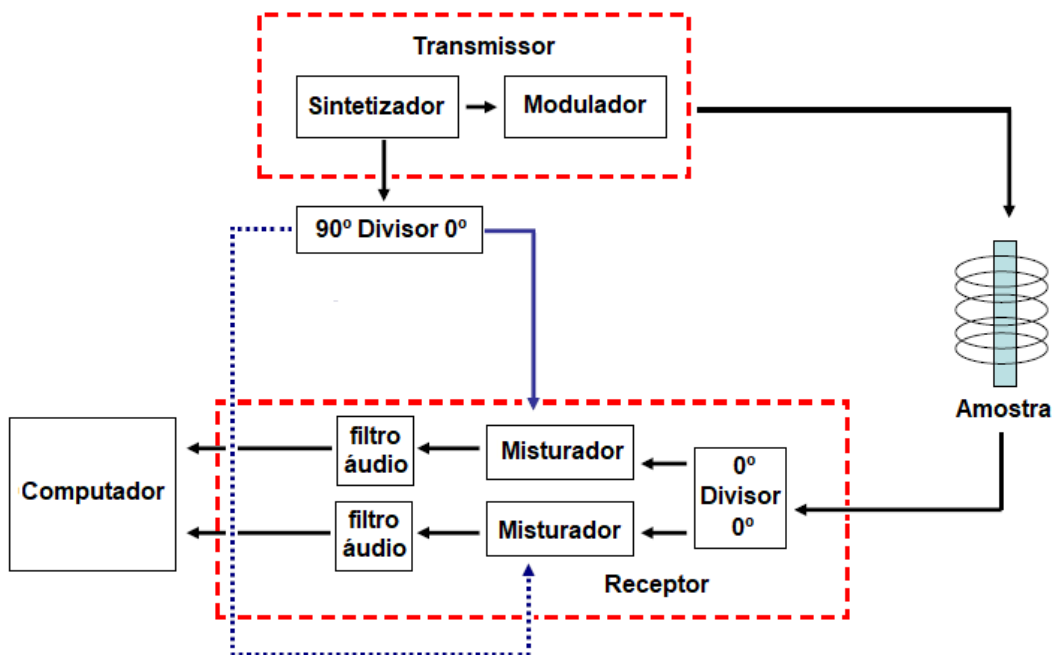 Transmissor
Sintetizador
Modulador
90º Divisor 0º
Amostra
Computador
filtro
áudio
Misturador
0º
Divisor
0º
filtro
áudio
Misturador
Receptor